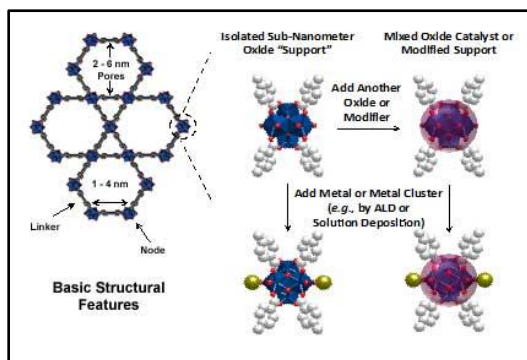 2 - 6 nm
Pores
1 - 4 nm
Linker
Node
Basic Structural
Features
Isolated Sub-Nanometer
Oxide "Support"
Mixed Oxide Catalyst or
Modified Support
Add Another
Oxide or
Modifier
Add Metal or Metal Cluster
(e.g., by ALD or
Solution Deposition)